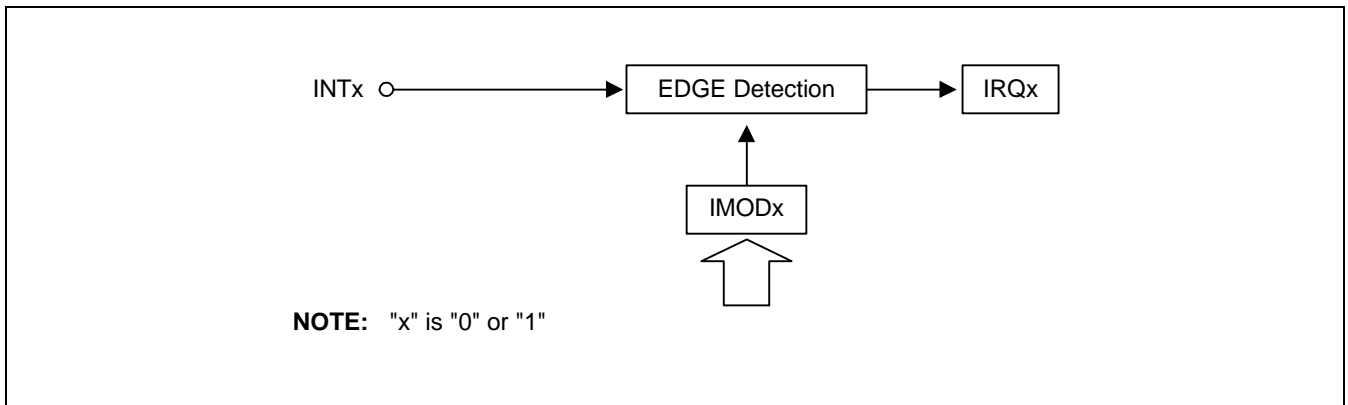 INTx
EDGE Detection
IRQx
IMODx
NOTE: "x" is "0" or "1"